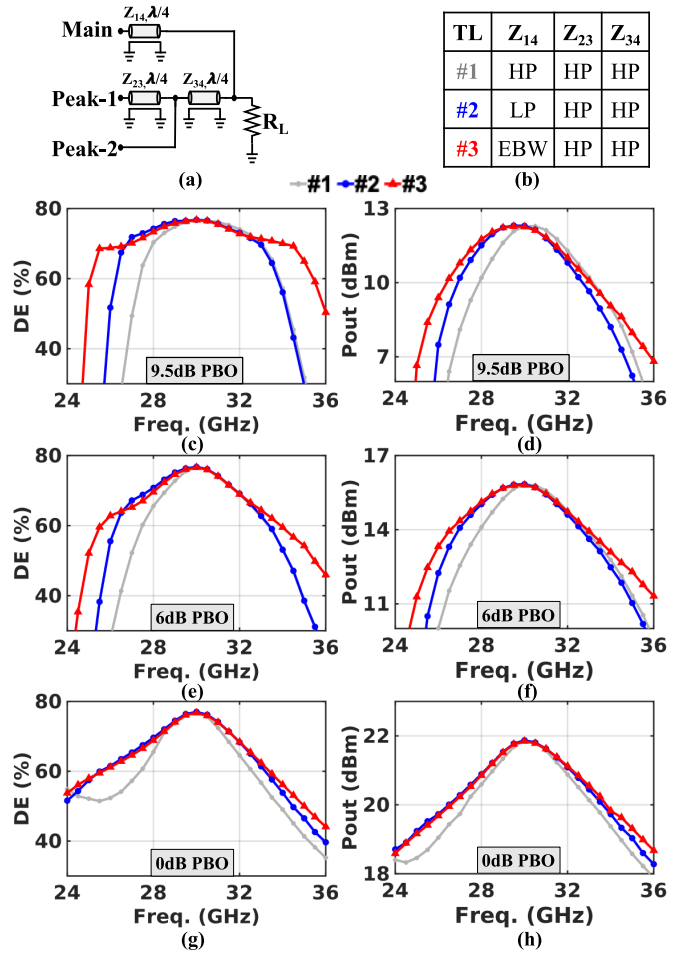 Main
Z14,λ/4
Peak-1
Z23,λ/4
Z34,λ/4
RL
Peak-2
(a)
TL Z14 Z23 Z34
#1 HP HP HP
#2 LP HP HP
#3 EBW HP HP
(b)
#1 #2 #3
80
60
40
DE (%)
9.5dB PBO
24 28 32 36
Freq. (GHz)
(c)
12
9
7
Pout (dBm)
9.5dB PBO
24 28 32 36
Freq. (GHz)
(d)
80
60
40
DE (%)
6dB PBO
24 28 32 36
Freq. (GHz)
(e)
17
14
11
Pout (dBm)
6dB PBO
24 28 32 36
Freq. (GHz)
(f)
80
60
40
DE (%)
0dB PBO
24 28 32 36
Freq. (GHz)
(g)
22
20
18
Pout (dBm)
0dB PBO
24 28 32 36
Freq. (GHz)
(h)